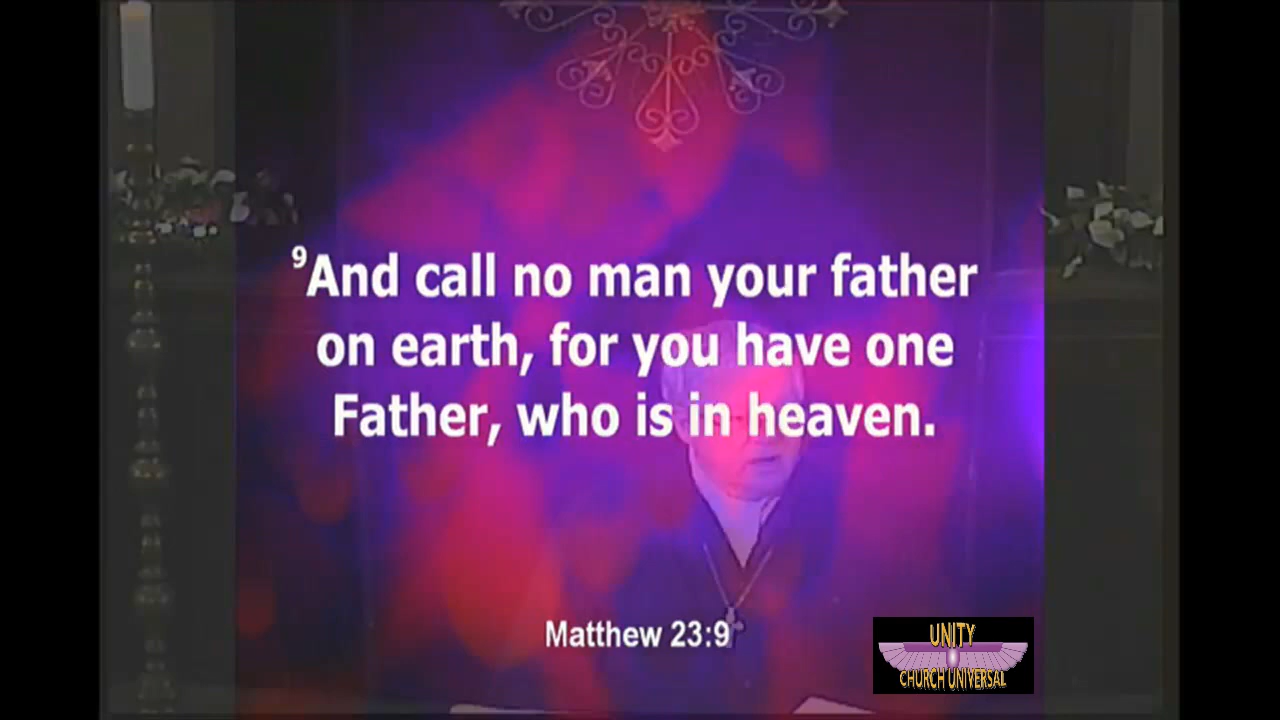 ⁹And call no man your father
on earth, for you have one
Father, who is in heaven.
Matthew 23:9
UNITY
CHURCH UNIVERSAL